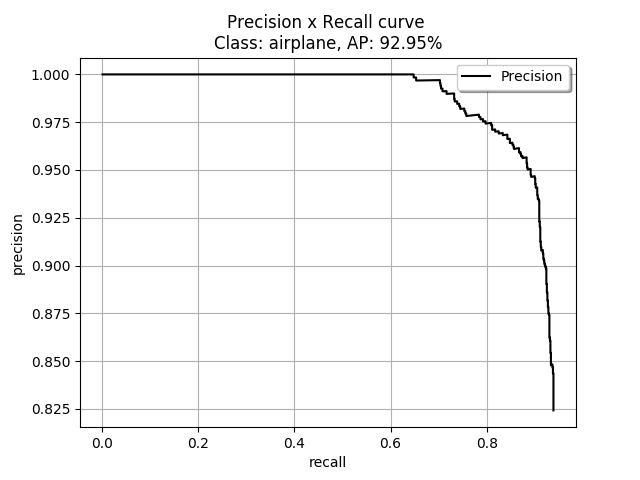 Precision x Recall curve
Class: airplane, AP: 92.95%
Precision
precision
1.000
0.975
0.950
0.925
0.900
0.875
0.850
0.825
0.0 0.2 0.4 0.6 0.8
recall